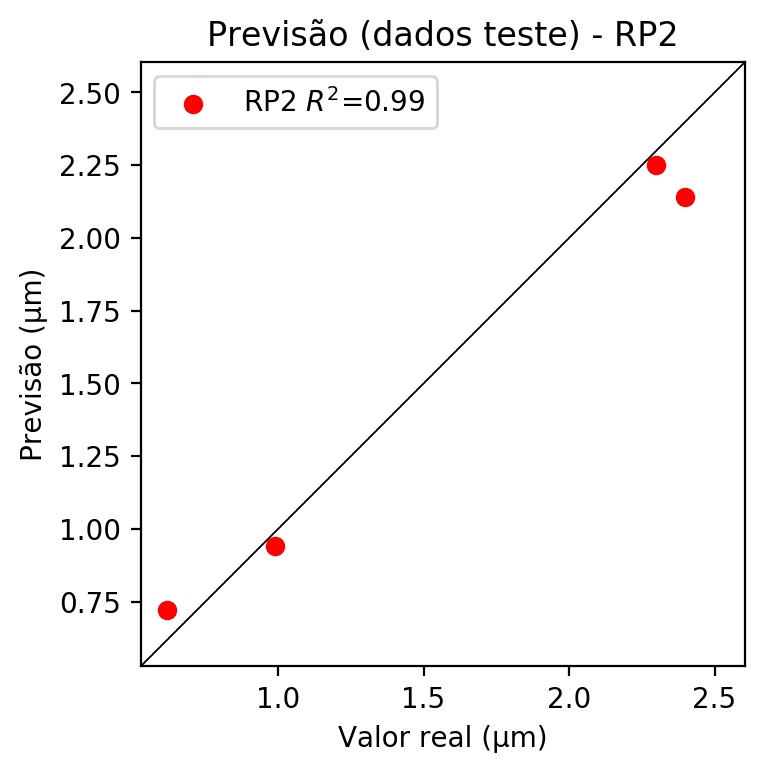 Previsão (dados teste) - RP2
RP2 R²=0.99
2.50
2.25
2.00
1.75
1.50
1.25
1.00
0.75
Previsão (µm)
1.0 1.5 2.0 2.5
Valor real (µm)